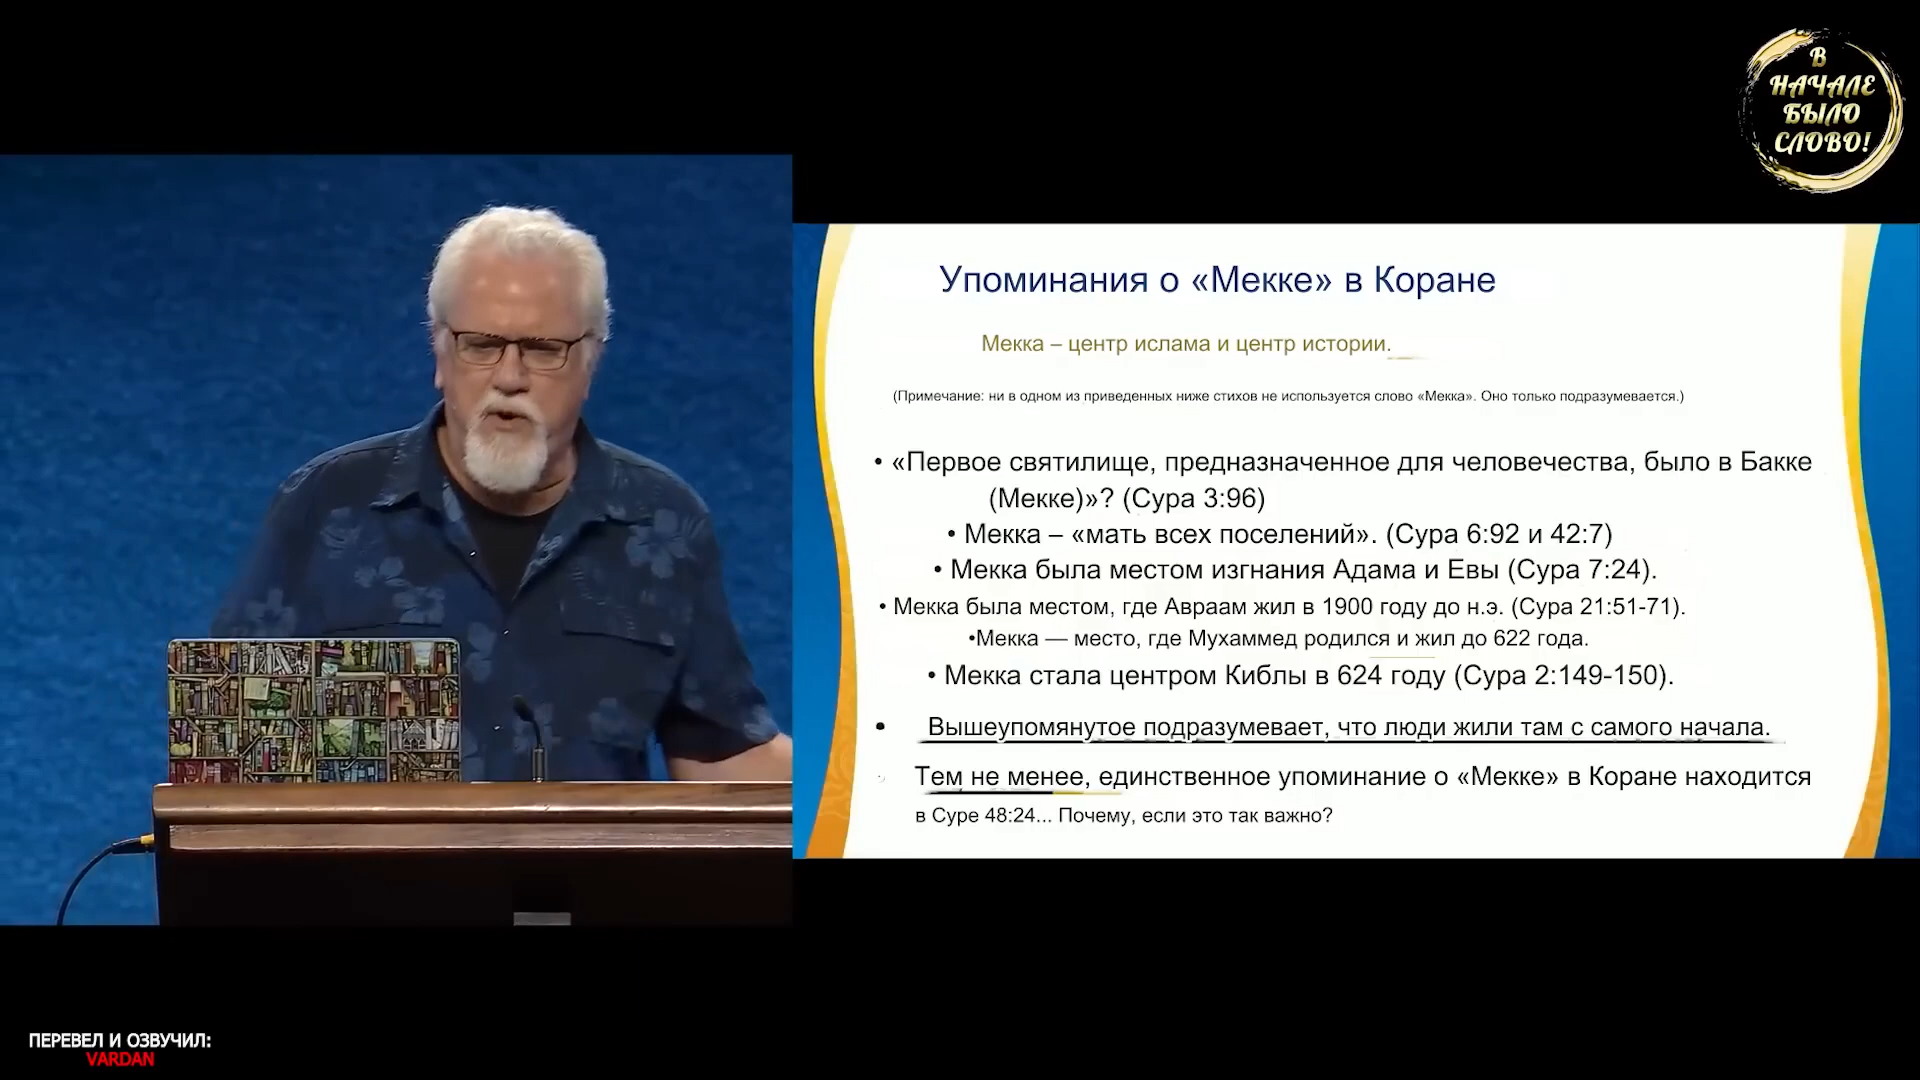 В
НАЧАЛЕ
БЫЛО
СЛОВО!
Упоминания о «Мекке» в Коране
Мекка – центр ислама и центр истории.
(Примечание: ни в одном из приведенных ниже стихов не используется слово «Мекка». Оно только подразумевается.)
• «Первое святилище, предназначенное для человечества, было в Бакке
(Мекке)»? (Сура 3:96)
• Мекка – «мать всех поселений». (Сура 6:92 и 42:7)
• Мекка была местом изгнания Адама и Евы (Сура 7:24).
• Мекка была местом, где Авраам жил в 1900 году до н.э. (Сура 21:51-71).
•Мекка — место, где Мухаммед родился и жил до 622 года.
• Мекка стала центром Киблы в 624 году (Сура 2:149-150).
• Вышеупомянутое подразумевает, что люди жили там с самого начала.
Тем не менее, единственное упоминание о «Мекке» в Коране находится
в Суре 48:24... Почему, если это так важно?
ПЕРЕВЕЛ И ОЗВУЧИЛ:
VARDAN